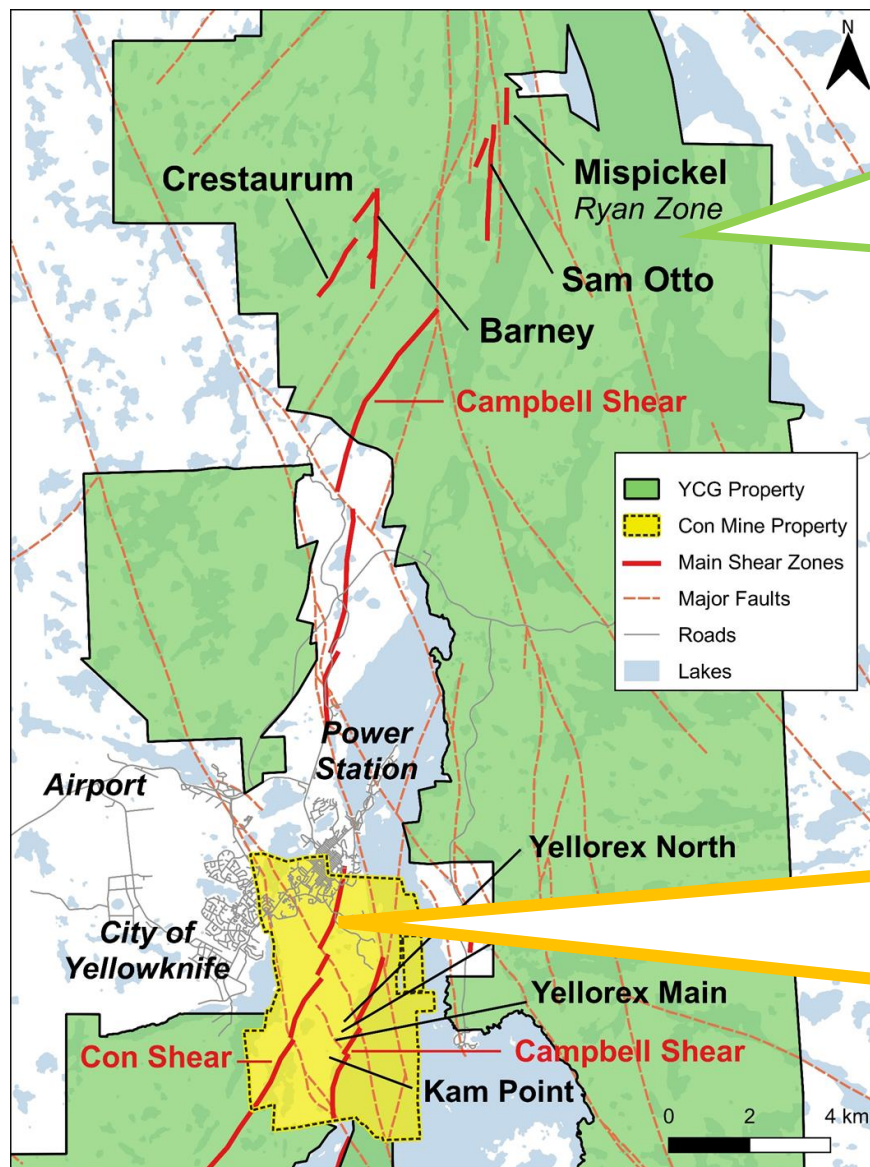 N
Crestaurum
Mispickel
Ryan Zone
Sam Otto
Barney
Campbell Shear
YCG Property
Con Mine Property
Main Shear Zones
Major Faults
Roads
Lakes
Power
Station
Airport
Yellorex North
City of
Yellowknife
Yellorex Main
Con Shear
Campbell Shear
Kam Point
0 2 4 km